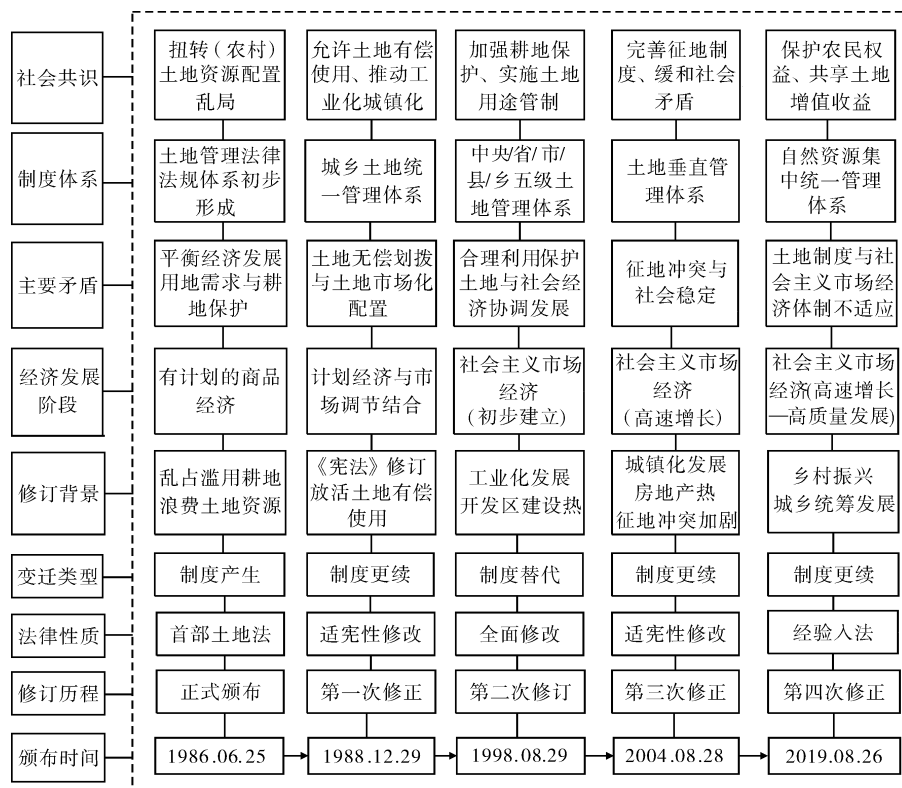 社会共识
扭转（农村）
土地资源配置
乱局
允许土地有偿
使用、推动工
业化城镇化
加强耕地保
护、实施土地
用途管制
完善征地制
度、缓和社会
矛盾
保护农民权
益、共享土地
增值收益
制度体系
土地管理法律
法规体系初步
形成
城乡土地统
一管理体系
中央/省/市/
县/乡五级土
地管理体系
土地垂直管
理体系
自然资源集
中统一管理
体系
主要矛盾
平衡经济发展
用地需求与耕
地保护
土地无偿划拨
与土地市场化
配置
合理利用保护
土地与社会经
济协调发展
征地冲突与
社会稳定
土地制度与社
会主义市场经
济体制不适应
经济发展
阶段
有计划的商品
经济
计划经济与市
场调节结合
社会主义市场
经济
(初步建立)
社会主义市场
经济
(高速增长)
社会主义市场
经济(高速增长
—高质量发展)
修订背景
乱占滥用耕地
浪费土地资源
《宪法》修订
放活土地有偿
使用
工业化发展
开发区建设热
城镇化发展
房地产热
征地冲突加剧
乡村振兴
城乡统筹发展
变迁类型
制度产生
制度更续
制度替代
制度更续
制度更续
法律性质
首部土地法
适宪性修改
全面修改
适宪性修改
经验入法
修订历程
正式颁布
第一次修正
第二次修订
第三次修正
第四次修正
颁布时间
1986.06.25
1988.12.29
1998.08.29
2004.08.28
2019.08.26